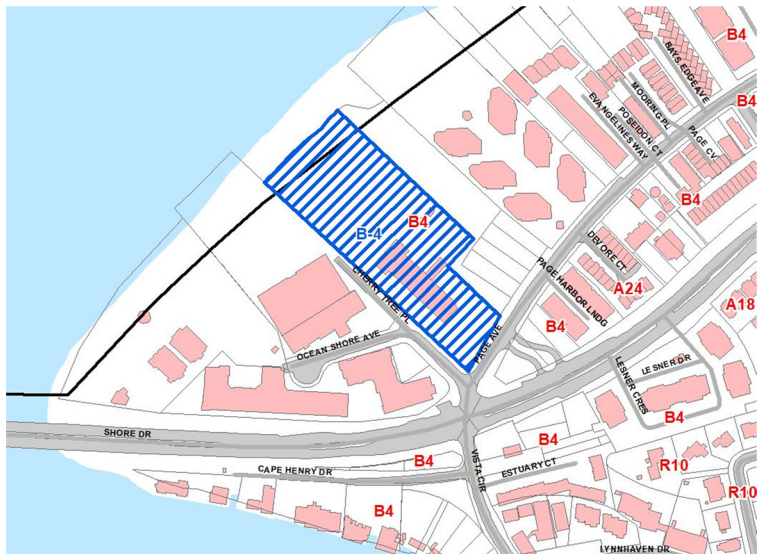 B4
BAYS EDGE AVE
MOORING PL
POSEIDON CT
EVANGELINES WAY
PAGE CV
B4
B4
B4
B-4
DEVORE CT
PAGE HARBOR LNDG
A24
A18
CHERRY TREE PL
PAGE AVE
B4
OCEAN SHORE AVE
LESNER DR
LESNER CRES
B4
SHORE DR
B4
B4
CAPE HENRY DR
VISTA CIR
ESTUARY CT
R10
R10
B4
LYNNHAVEN DR